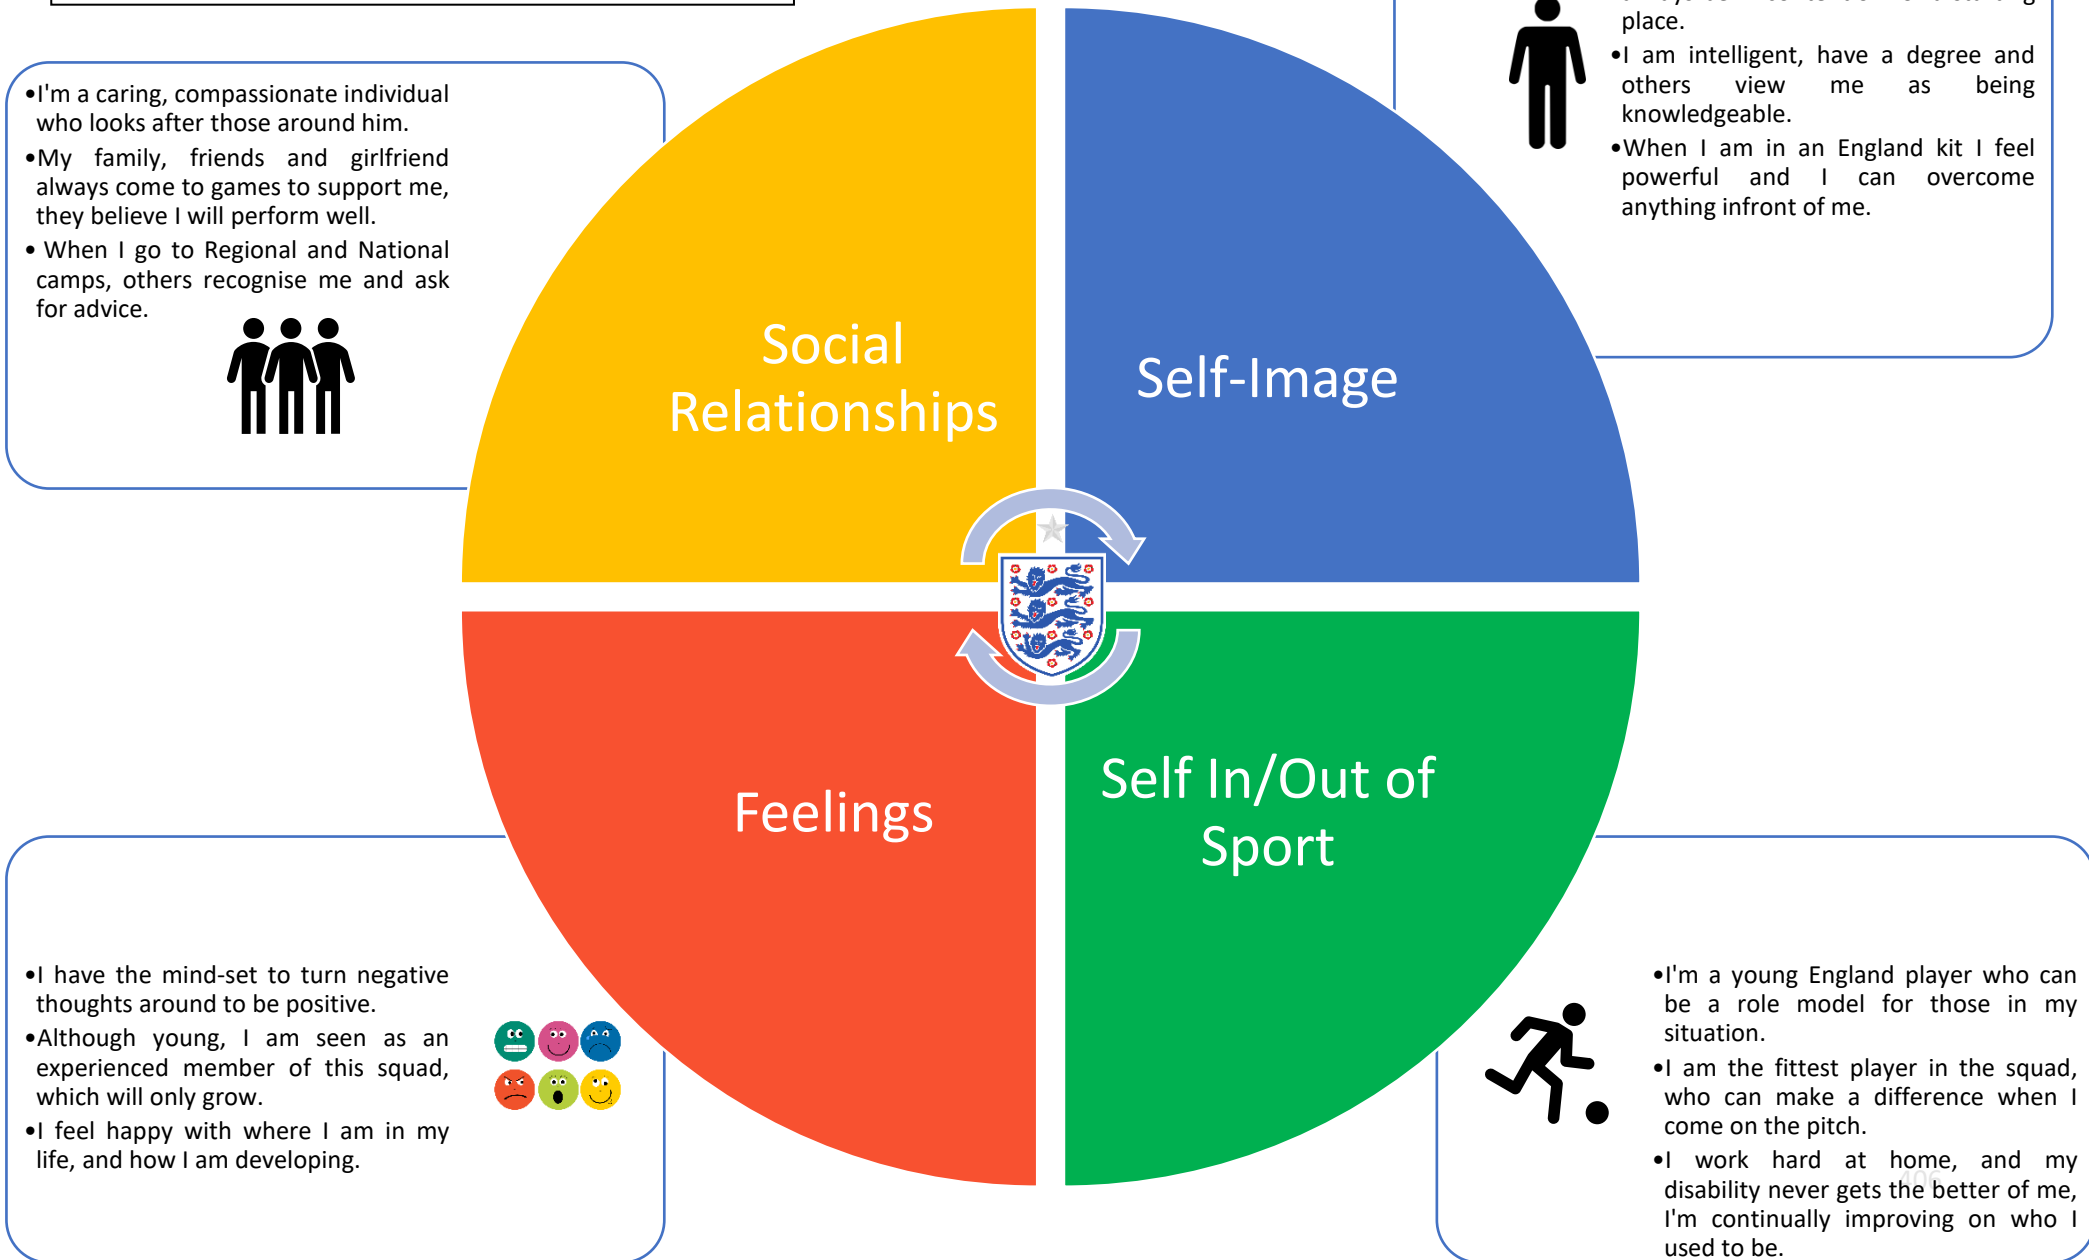 •I'm a caring, compassionate individual
who looks after those around him.
•My family, friends and girlfriend
always come to games to support me,
they believe I will perform well.
• When I go to Regional and National
camps, others recognise me and ask
for advice.
place.
•I am intelligent, have a degree and
others view me as being
knowledgeable.
•When I am in an England kit I feel
powerful and I can overcome
anything infront of me.
Social
Relationships
Self-Image
Feelings
Self In/Out of
Sport
•I have the mind-set to turn negative
thoughts around to be positive.
•Although young, I am seen as an
experienced member of this squad,
which will only grow.
•I feel happy with where I am in my
life, and how I am developing.
•I'm a young England player who can
be a role model for those in my
situation.
•I am the fittest player in the squad,
who can make a difference when I
come on the pitch.
•I work hard at home, and my
disability never gets the better of me,
I'm continually improving on who I
used to be.
406